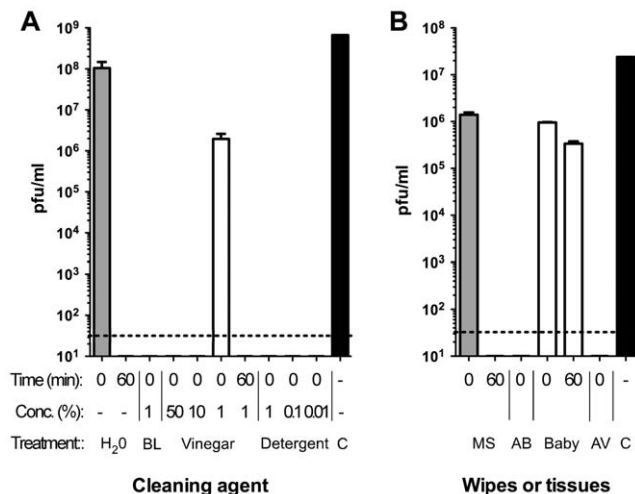 A
B
pfu/ml
10⁹
10⁸
10⁷
10⁶
10⁵
10⁴
10³
10²
10¹
pfu/ml
10⁸
10⁷
10⁶
10⁵
10⁴
10³
10²
10¹
Time (min): 0 60 0 0 0 0 60 0 0 0 -
Conc. (%): - - 1 50 10 1 1 1 0.1 0.01 -
Treatment:: H₂0 BL Vinegar Detergent C
Cleaning agent
0 60 0 0 60 0 -
MS AB Baby AV C
Wipes or tissues